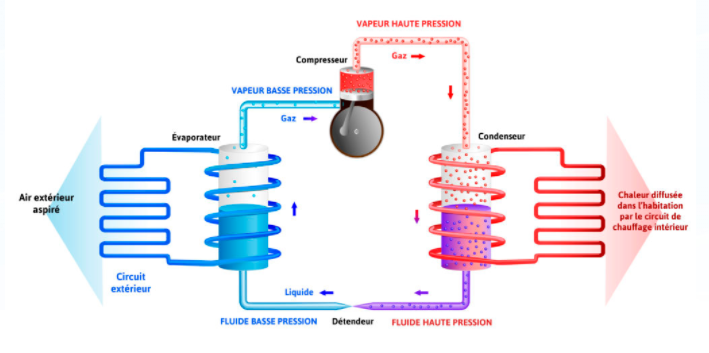 VAPEUR HAUTE PRESSION
Gaz
Compresseur
VAPEUR BASSE PRESSION
Gaz
Évaporateur
Condenseur
Air extérieur
aspiré
Chaleur diffusée
dans l'habitation
par le circuit de
chauffage intérieur
Circuit
extérieur
Liquide
FLUIDE BASSE PRESSION
Détendeur
FLUIDE HAUTE PRESSION